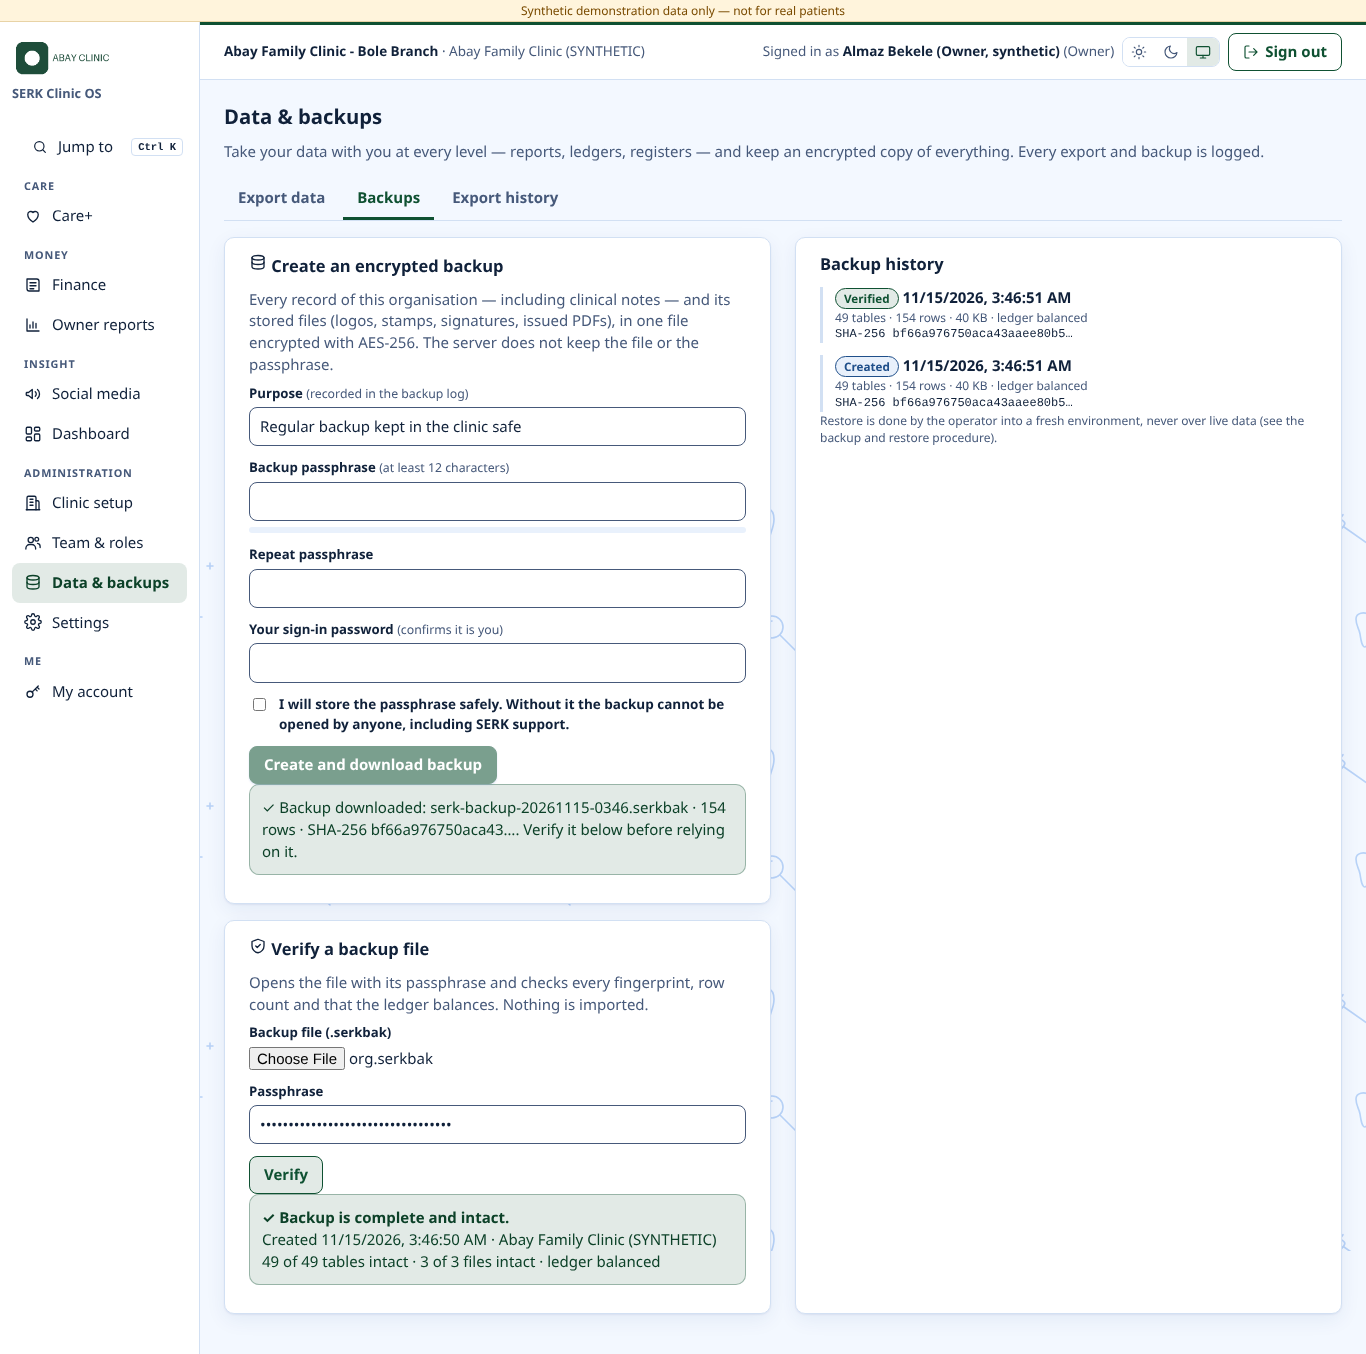 Synthetic demonstration data only — not for real patients
ABAY CLINIC
SERK Clinic OS
Jump to Ctrl K
CARE
Care+
MONEY
Finance
Owner reports
INSIGHT
Social media
Dashboard
ADMINISTRATION
Clinic setup
Team & roles
Data & backups
Settings
ME
My account
Abay Family Clinic - Bole Branch · Abay Family Clinic (SYNTHETIC)
Signed in as Almaz Bekele (Owner, synthetic) (Owner)
Sign out
Data & backups
Take your data with you at every level — reports, ledgers, registers — and keep an encrypted copy of everything. Every export and backup is logged.
Export data Backups Export history
Create an encrypted backup
Every record of this organisation — including clinical notes — and its
stored files (logos, stamps, signatures, issued PDFs), in one file
encrypted with AES-256. The server does not keep the file or the
passphrase.
Purpose (recorded in the backup log)
Regular backup kept in the clinic safe
Backup passphrase (at least 12 characters)
Repeat passphrase
Your sign-in password (confirms it is you)
I will store the passphrase safely. Without it the backup cannot be
opened by anyone, including SERK support.
Create and download backup
✓ Backup downloaded: serk-backup-20261115-0346.serkbak · 154
rows · SHA-256 bf66a976750aca43.... Verify it below before relying
on it.
Verify a backup file
Opens the file with its passphrase and checks every fingerprint, row
count and that the ledger balances. Nothing is imported.
Backup file (.serkbak)
Choose File org.serkbak
Passphrase
••••••••••••••••••••••••••••••••••
Verify
✓ Backup is complete and intact.
Created 11/15/2026, 3:46:50 AM · Abay Family Clinic (SYNTHETIC)
49 of 49 tables intact · 3 of 3 files intact · ledger balanced
Backup history
Verified 11/15/2026, 3:46:51 AM
49 tables · 154 rows · 40 KB · ledger balanced
SHA-256 bf66a976750aca43aaee80b5…
Created 11/15/2026, 3:46:51 AM
49 tables · 154 rows · 40 KB · ledger balanced
SHA-256 bf66a976750aca43aaee80b5…
Restore is done by the operator into a fresh environment, never over live data (see the
backup and restore procedure).